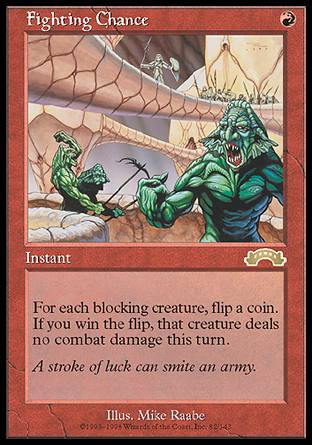 Fighting Chance
Instant
For each blocking creature, flip a coin.
If you win the flip, that creature deals
no combat damage this turn.
A stroke of luck can smite an army.
Illus. Mike Raabe
©1993-1998 Wizards of the Coast, Inc. 82/143